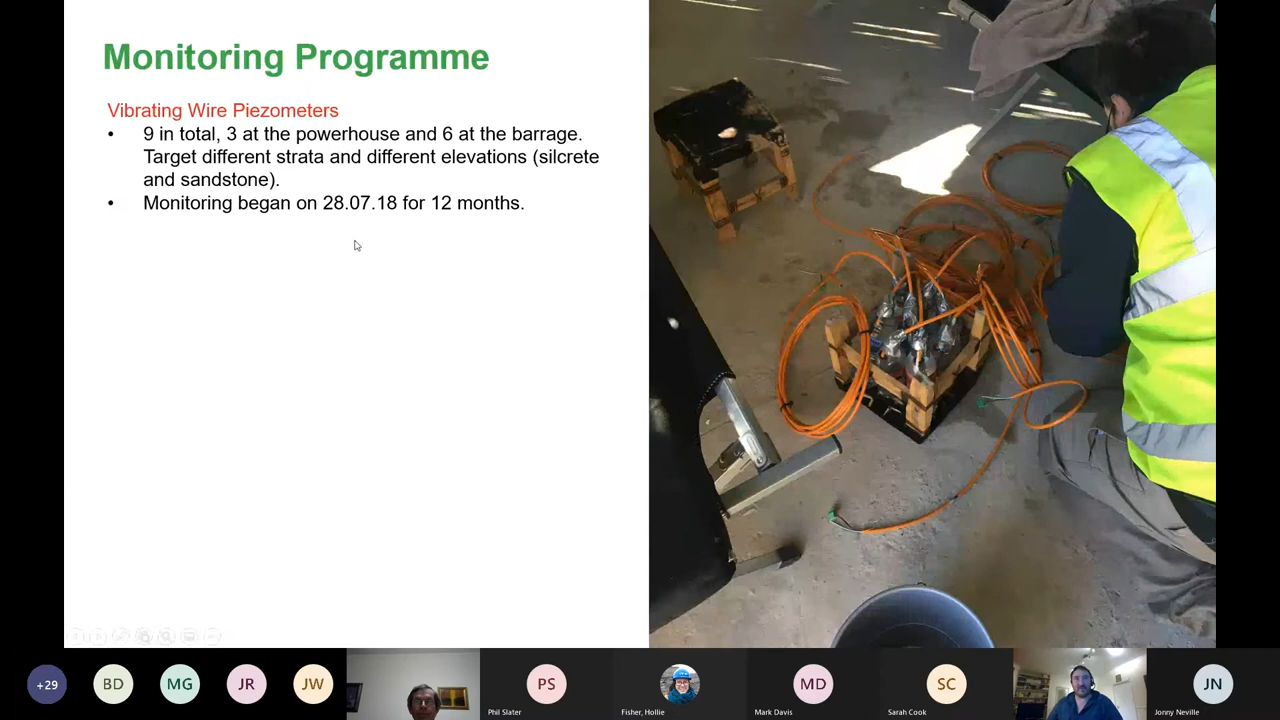 Monitoring Programme
Vibrating Wire Piezometers
• 9 in total, 3 at the powerhouse and 6 at the barrage.
Target different strata and different elevations (silcrete
and sandstone).
• Monitoring began on 28.07.18 for 12 months.
+29
BD
MG
JR
JW
PS
MD
SC
JN
Phil Slater
Fisher, Hollie
Mark Davis
Sarah Cook
Jonny Neville